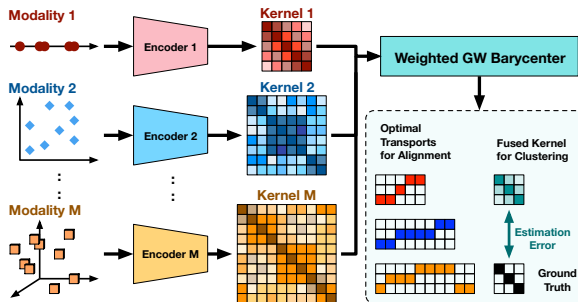 Modality 1
Encoder 1
Kernel 1
Modality 2
Encoder 2
Kernel 2
Modality M
Encoder M
Kernel M
Weighted GW Barycenter
Optimal
Transports
for Alignment
Fused Kernel
for Clustering
Estimation
Error
Ground
Truth